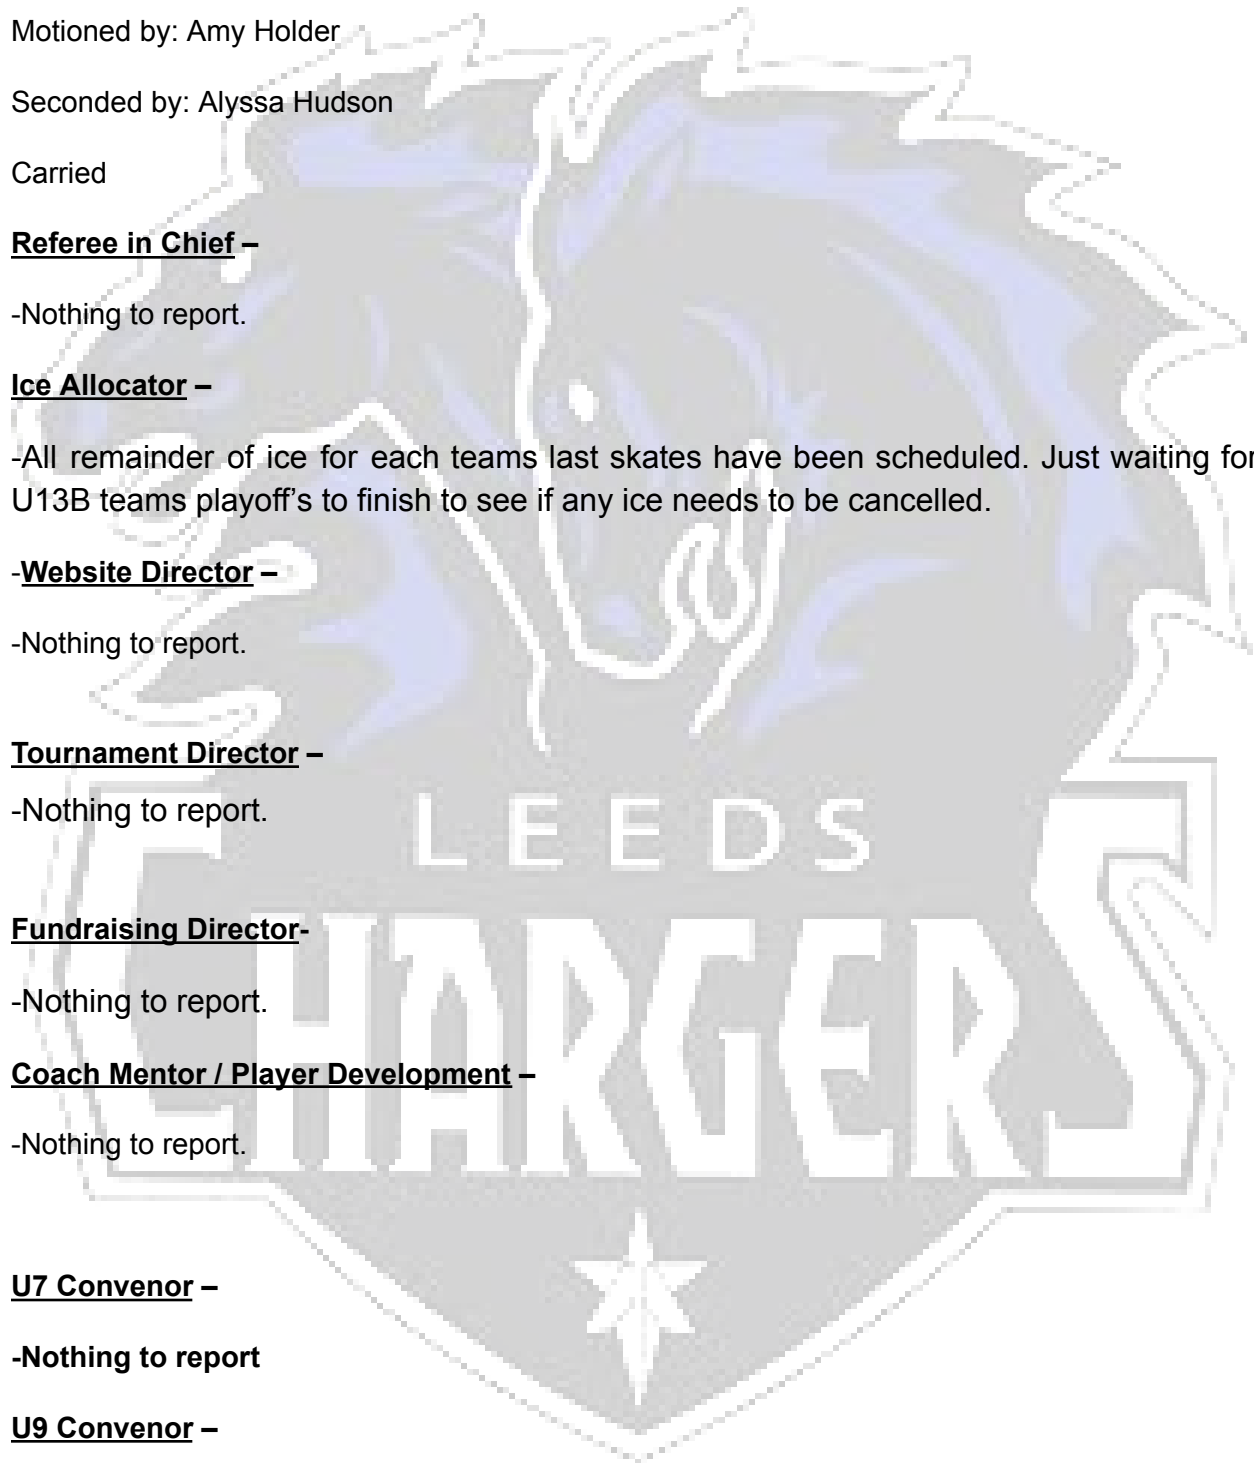 Motioned by: Amy Holder
Seconded by: Alyssa Hudson
Carried
Referee in Chief –
-Nothing to report.
Ice Allocator –
-All remainder of ice for each teams last skates have been scheduled. Just waiting for
U13B teams playoff’s to finish to see if any ice needs to be cancelled.
-Website Director –
-Nothing to report.
Tournament Director –
-Nothing to report.
LEEDS
Fundraising Director-
CHARGERS
-Nothing to report.
Coach Mentor / Player Development –
-Nothing to report.
U7 Convenor –
-Nothing to report
U9 Convenor –